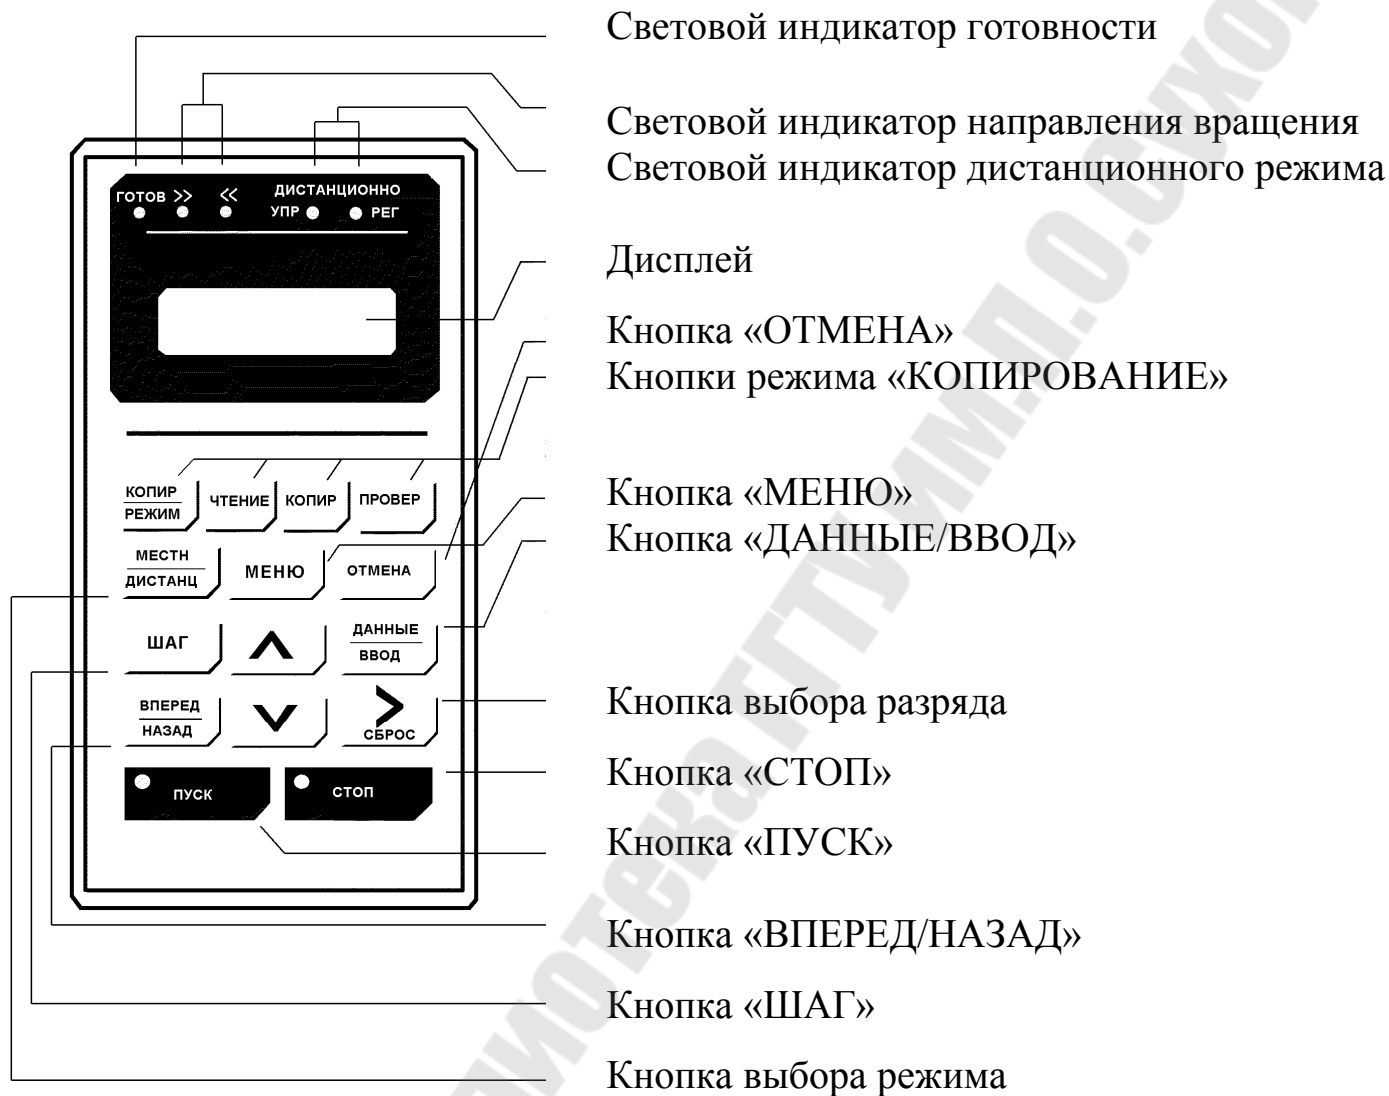 Световой индикатор готовности
Световой индикатор направления вращения
Световой индикатор дистанционного режима
ГОТОВ >> << ДИСТАНЦИОННО
УПР РЕГ
Дисплей
Кнопка «ОТМЕНА»
Кнопки режима «КОПИРОВАНИЕ»
КОПИР
РЕЖИМ
ЧТЕНИЕ
КОПИР
ПРОВЕР
Кнопка «МЕНЮ»
Кнопка «ДАННЫЕ/ВВОД»
МЕСТН
ДИСТАНЦ
МЕНЮ
ОТМЕНА
ШАГ
ДАННЫЕ
ВВОД
Кнопка выбора разряда
ВПЕРЕД
НАЗАД
СБРОС
Кнопка «СТОП»
ПУСК
СТОП
Кнопка «ПУСК»
Кнопка «ВПЕРЕД/НАЗАД»
Кнопка «ШАГ»
Кнопка выбора режима